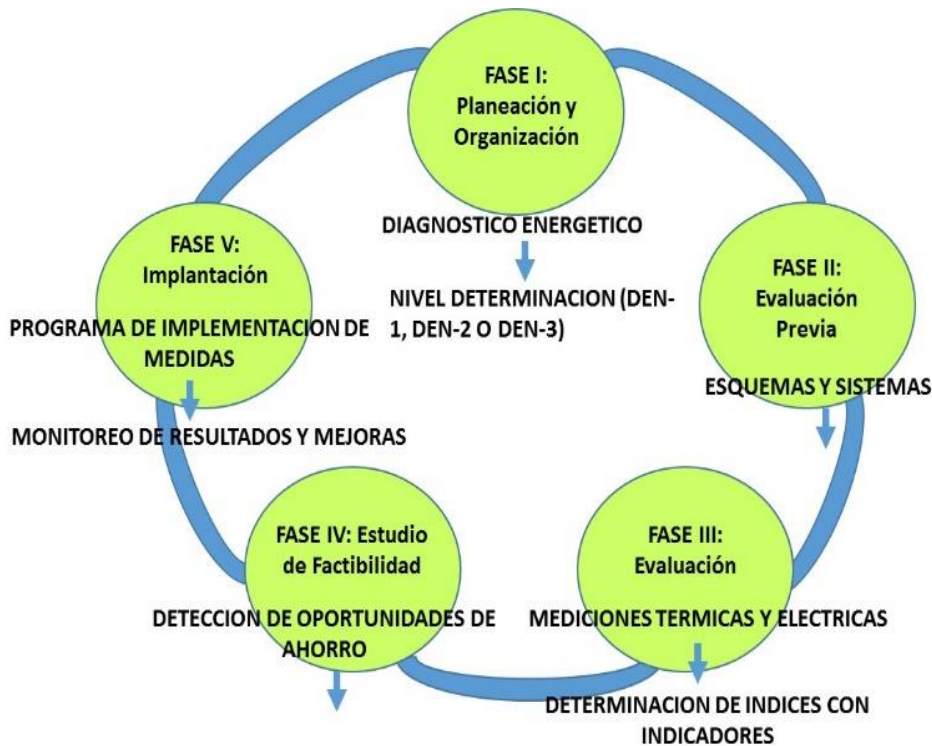 FASE I:
Planeación y
Organización
DIAGNOSTICO ENERGETICO
NIVEL DETERMINACION (DEN-
1, DEN-2 O DEN-3)
FASE II:
Evaluación
Previa
ESQUEMAS Y SISTEMAS
FASE III:
Evaluación
MEDICIONES TERMICAS Y ELECTRICAS
DETERMINACION DE INDICES CON
INDICADORES
FASE IV: Estudio
de Factibilidad
DETECCION DE OPORTUNIDADES DE
AHORRO
FASE V:
Implantación
PROGRAMA DE IMPLEMENTACION DE
MEDIDAS
MONITOREO DE RESULTADOS Y MEJORAS